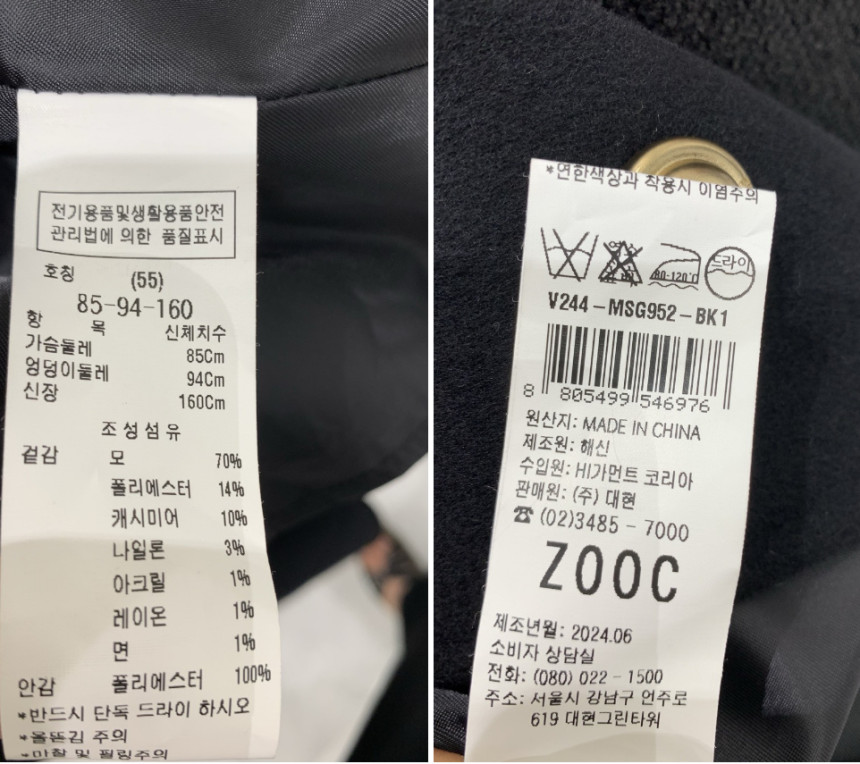 전기용품및생활용품안전
관리법에 의한 품질표시
호칭 (55)
85-94-160
항 목 신체치수
가슴둘레 85Cm
엉덩이둘레 94Cm
신장 160Cm
조성섬유
겉감 모 70%
폴리에스터 14%
캐시미어 10%
나일론 3%
아크릴 1%
레이온 1%
면 1%
안감 폴리에스터 100%
*반드시 단독 드라이 하시오
*올뜯김 주의
*마찰 및 필링주의
*연한색상과 착용시 이염주의
80-120℃ 드라이
V244-MSG952-BK1
8 805499 546976
원산지: MADE IN CHINA
제조원: 해신
수입원: HI가먼트 코리아
판매원: (주) 대현
☎ (02)3485 - 7000
ZOOC
제조년월: 2024.06
소비자 상담실
전화: (080) 022 - 1500
주소: 서울시 강남구 언주로
619 대현그린타워